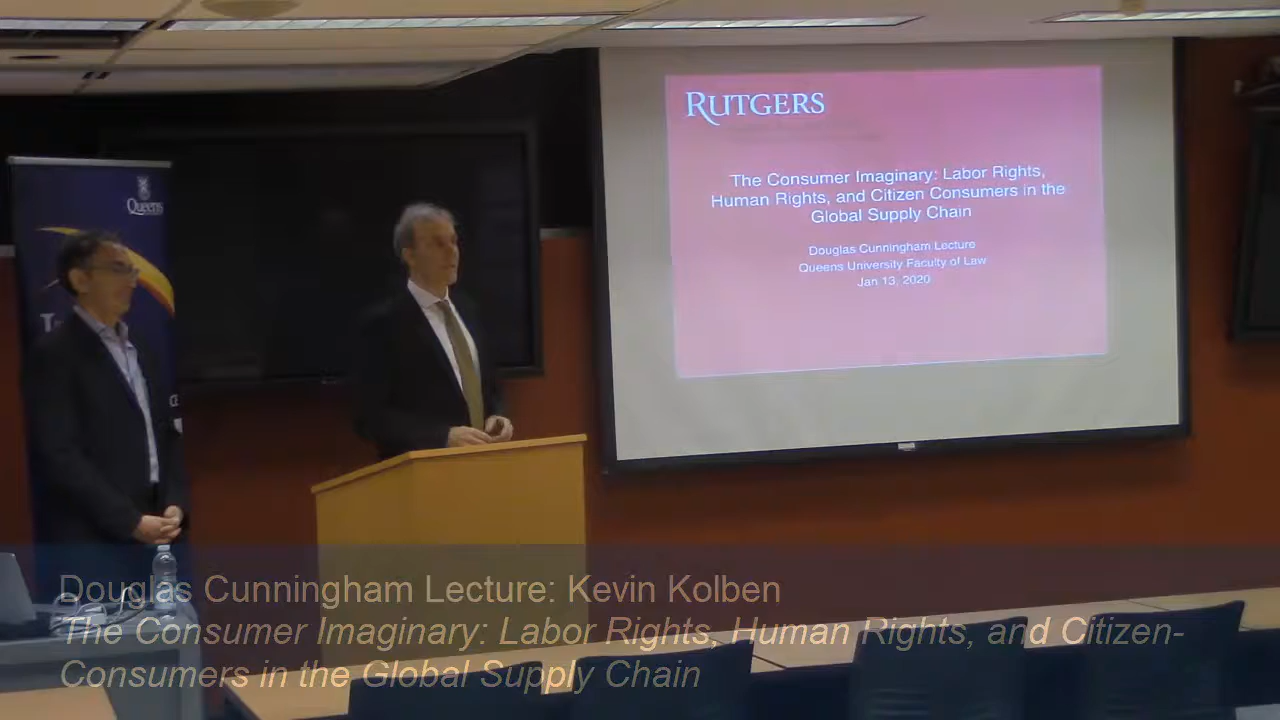 RUTGERS
The Consumer Imaginary: Labor Rights,
Human Rights, and Citizen Consumers in the
Global Supply Chain
Douglas Cunningham Lecture
Queens University Faculty of Law
Jan 13, 2020
Queen's
Douglas Cunningham Lecture: Kevin Kolben
The Consumer Imaginary: Labor Rights, Human Rights, and Citizen-
Consumers in the Global Supply Chain